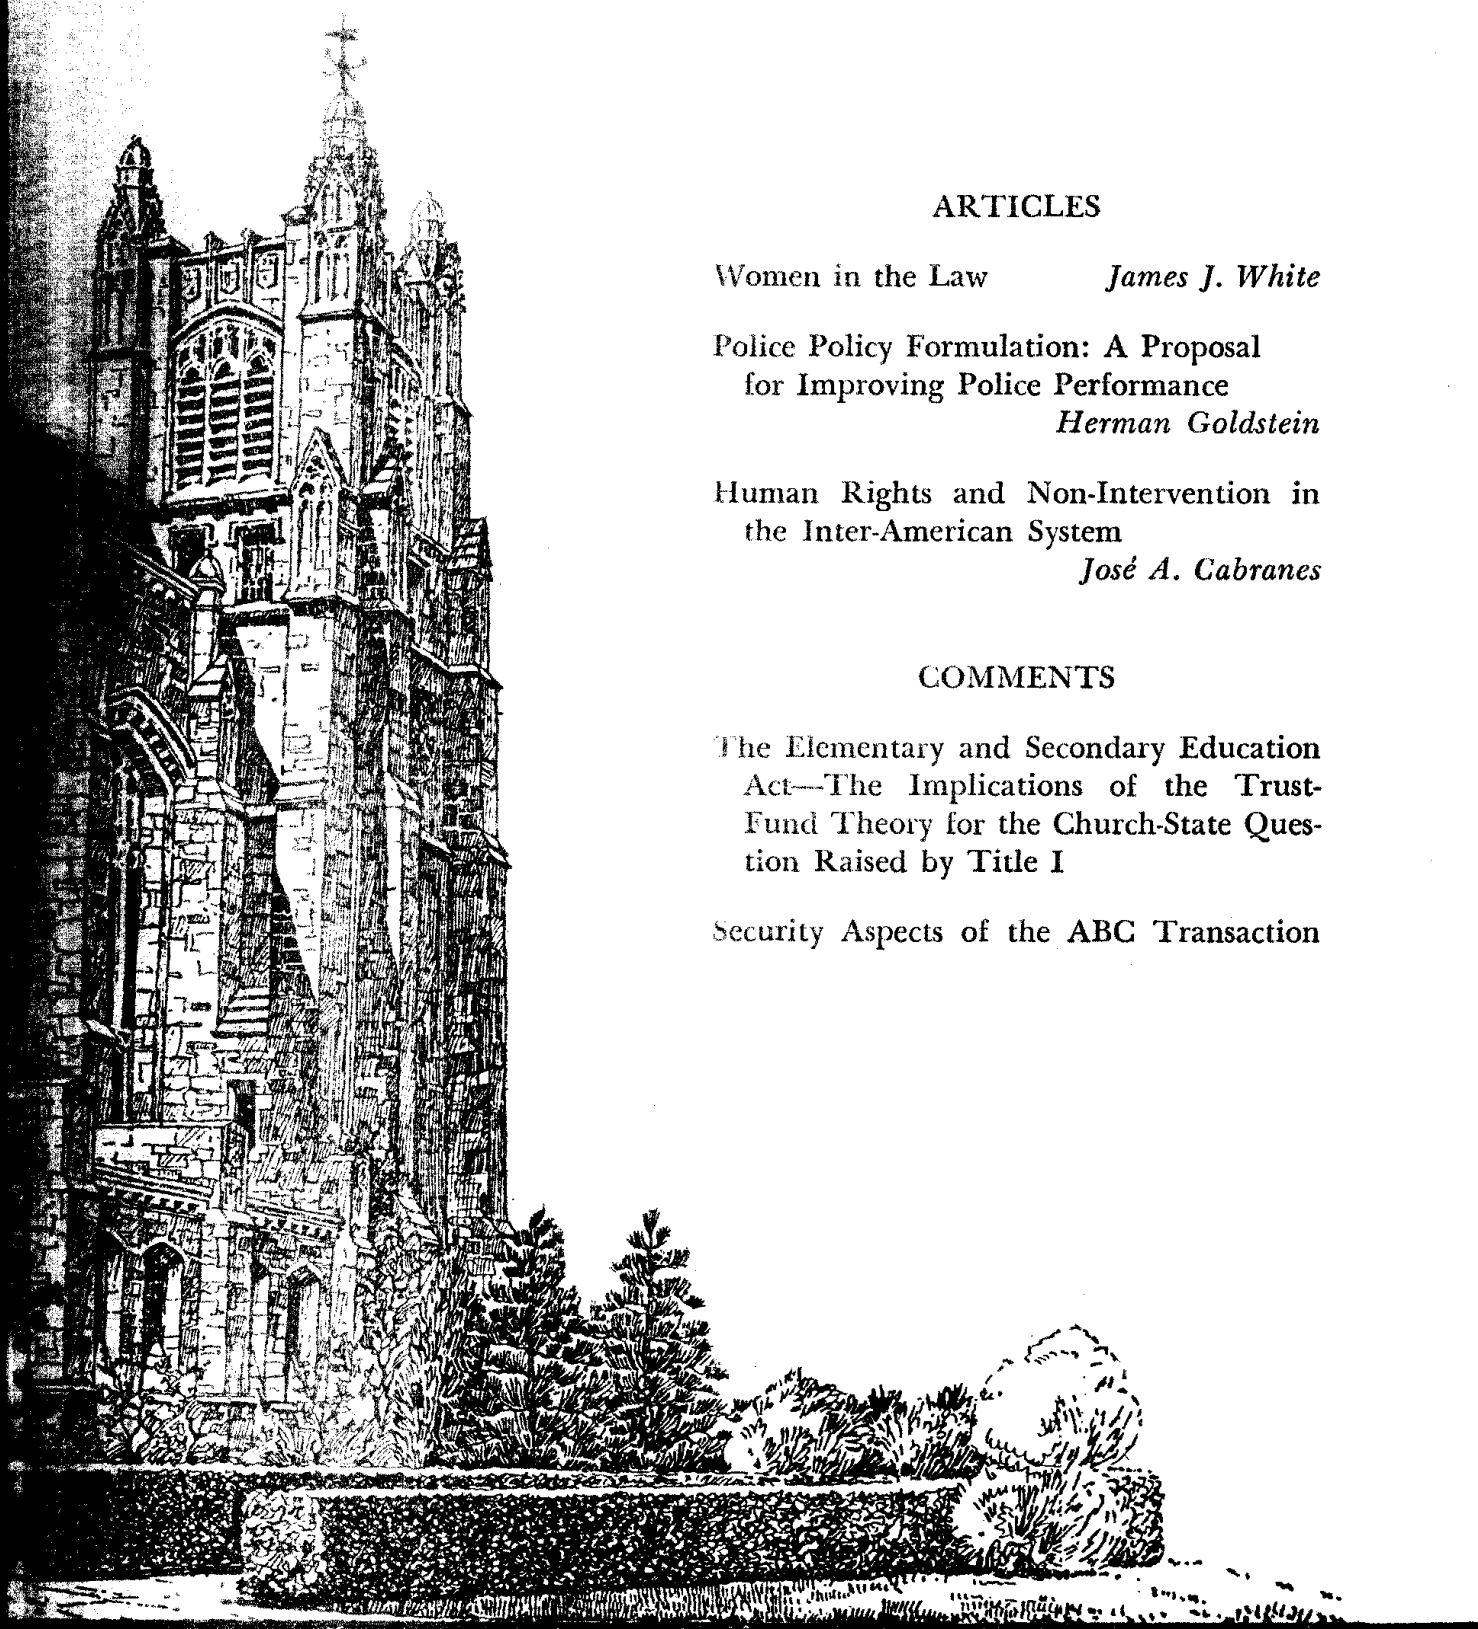 ARTICLES
Women in the Law James J. White
Police Policy Formulation: A Proposal
for Improving Police Performance
Herman Goldstein
Human Rights and Non-Intervention in
the Inter-American System
José A. Cabranes
COMMENTS
The Elementary and Secondary Education
Act—The Implications of the Trust-
Fund Theory for the Church-State Ques-
tion Raised by Title I
Security Aspects of the ABC Transaction